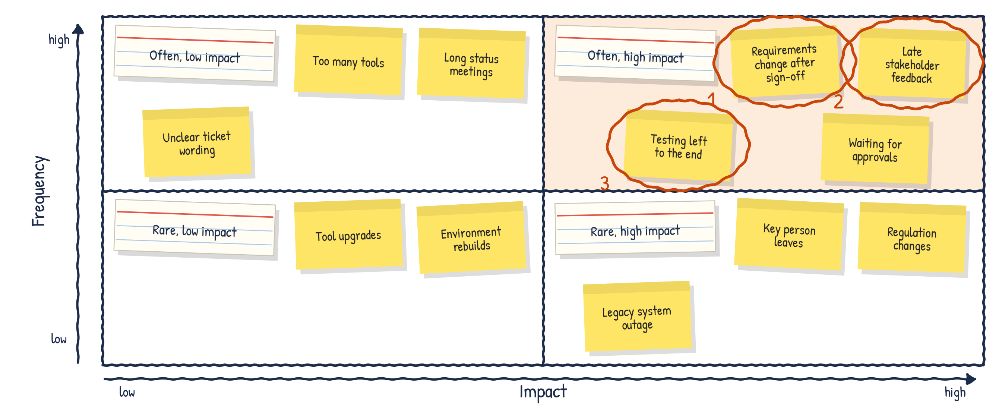 high
Frequency
low
Often, low impact
Too many tools
Long status
meetings
Unclear ticket
wording
Often, high impact
Requirements
change after
sign-off
1
Late
stakeholder
feedback
2
Testing left
to the end
3
Waiting for
approvals
Rare, low impact
Tool upgrades
Environment
rebuilds
Rare, high impact
Key person
leaves
Regulation
changes
Legacy system
outage
low
Impact
high